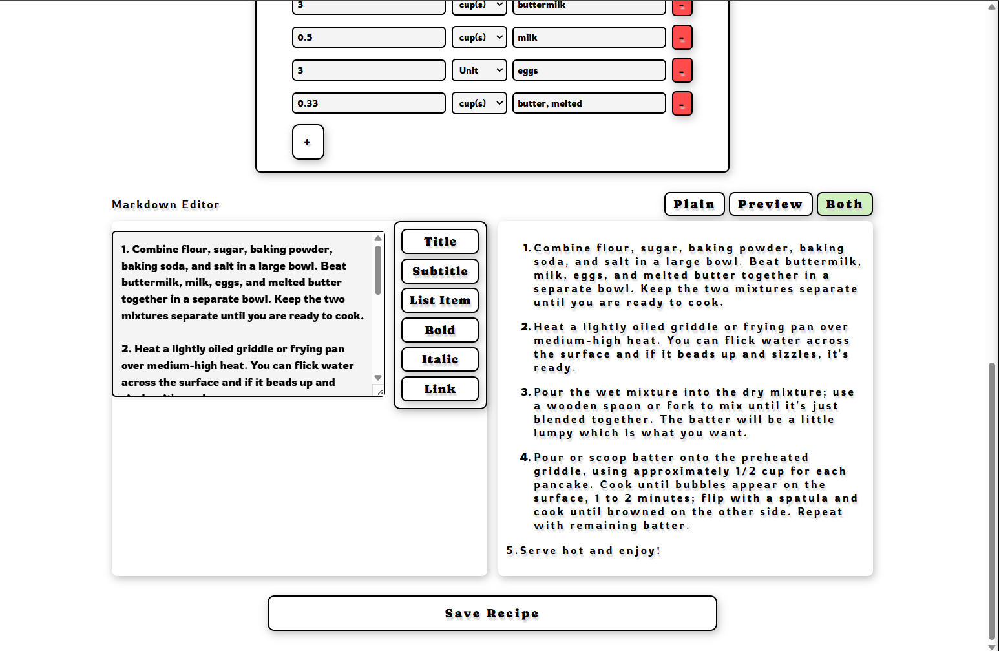 3 cup(s) buttermilk -
0.5 cup(s) milk -
3 Unit eggs -
0.33 cup(s) butter, melted -
+
Markdown Editor
Plain Preview Both
1. Combine flour, sugar, baking powder,
baking soda, and salt in a large bowl. Beat
buttermilk, milk, eggs, and melted butter
together in a separate bowl. Keep the two
mixtures separate until you are ready to cook.
2. Heat a lightly oiled griddle or frying pan
over medium-high heat. You can flick water
across the surface and if it beads up and
Title
Subtitle
List Item
Bold
Italic
Link
1. Combine flour, sugar, baking powder, baking
soda, and salt in a large bowl. Beat buttermilk,
milk, eggs, and melted butter together in a
separate bowl. Keep the two mixtures separate
until you are ready to cook.
2. Heat a lightly oiled griddle or frying pan over
medium-high heat. You can flick water across
the surface and if it beads up and sizzles, it's
ready.
3. Pour the wet mixture into the dry mixture; use
a wooden spoon or fork to mix until it's just
blended together. The batter will be a little
lumpy which is what you want.
4. Pour or scoop batter onto the preheated
griddle, using approximately 1/2 cup for each
pancake. Cook until bubbles appear on the
surface, 1 to 2 minutes; flip with a spatula and
cook until browned on the other side. Repeat
with remaining batter.
5.Serve hot and enjoy!
Save Recipe